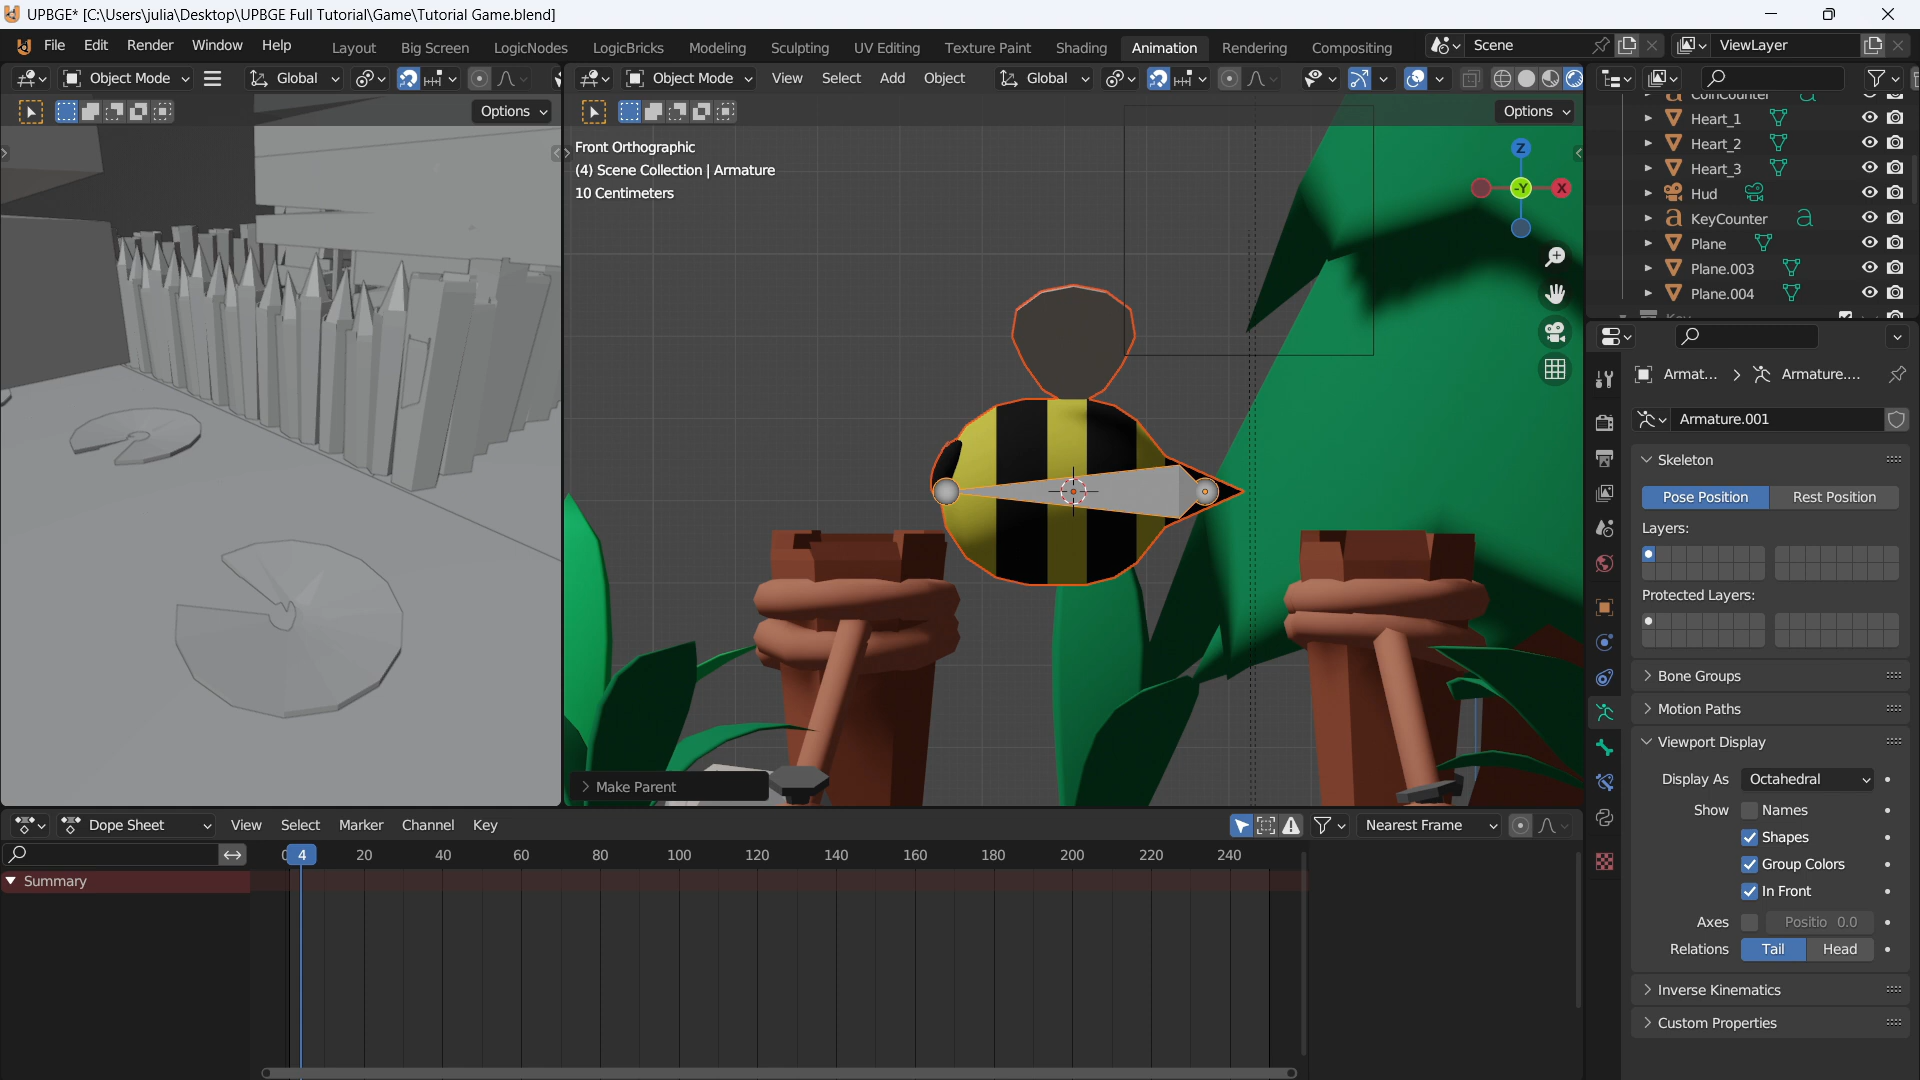 UPBGE* [C:\Users\julia\Desktop\UPBGE Full Tutorial\Game\Tutorial Game.blend]
File Edit Render Window Help Layout Big Screen LogicNodes LogicBricks Modeling Sculpting UV Editing Texture Paint Shading Animation Rendering Compositing Scene ViewLayer
Object Mode Global Object Mode View Select Add Object Global
Options Options
Front Orthographic
(4) Scene Collection | Armature
10 Centimeters
Z
-Y X
CoinCounter
Heart_1
Heart_2
Heart_3
Hud
KeyCounter
Plane
Plane.003
Plane.004
Armat... Armature....
Armature.001
Skeleton
Pose Position Rest Position
Layers:
Protected Layers:
Bone Groups
Motion Paths
Viewport Display
Display As Octahedral
Show Names
Shapes
Group Colors
In Front
Axes Positio 0.0
Relations Tail Head
Inverse Kinematics
Custom Properties
Make Parent
Dope Sheet View Select Marker Channel Key Nearest Frame
4 20 40 60 80 100 120 140 160 180 200 220 240
Summary